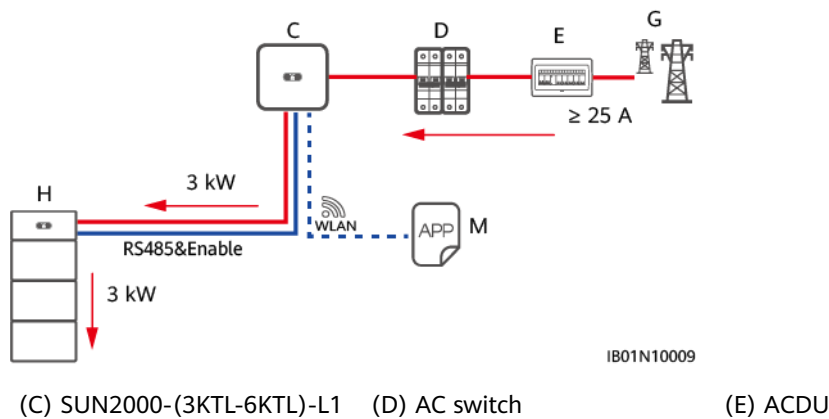 C
D
E
G
≥ 25 A
3 kW
H
WLAN
APP
M
RS485&Enable
3 kW
IB01N10009
(C) SUN2000-(3KTL-6KTL)-L1 (D) AC switch (E) ACDU